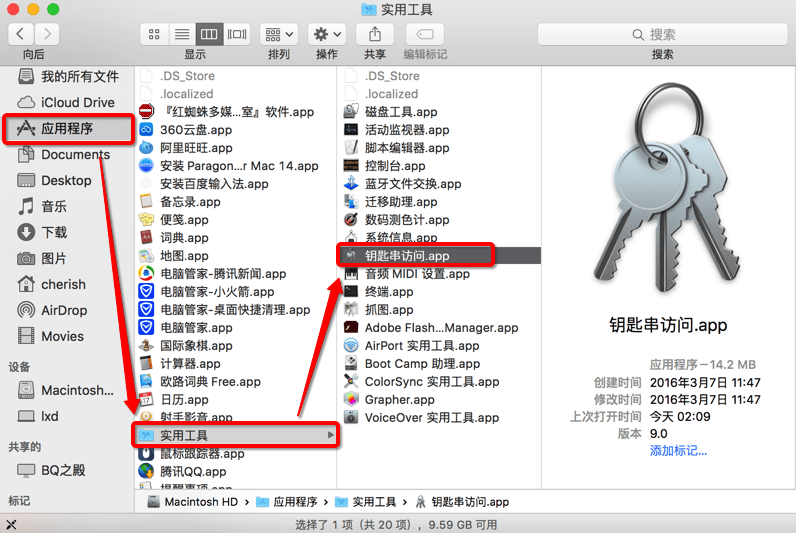 实用工具
向后
显示
排列
操作
共享
编辑标记
搜索
搜索
我的所有文件
iCloud Drive
应用程序
Documents
Desktop
音乐
下载
图片
cherish
AirDrop
Movies
设备
Macintosh...
lxd
共享的
BQ之殿
标记
.DS_Store
.localized
『红蜘蛛多媒...室』软件.app
360云盘.app
阿里旺旺.app
安装 Paragon...r Mac 14.app
安装百度输入法.app
备忘录.app
便笺.app
词典.app
地图.app
电脑管家-腾讯新闻.app
电脑管家-小火箭.app
电脑管家-桌面快捷清理.app
电脑管家.app
国际象棋.app
计算器.app
欧路词典 Free.app
日历.app
射手影音.app
实用工具
鼠标跟踪器.app
腾讯QQ.app
提醒事项.app
.DS_Store
.localized
磁盘工具.app
活动监视器.app
脚本编辑器.app
控制台.app
蓝牙文件交换.app
迁移助理.app
数码测色计.app
系统信息.app
钥匙串访问.app
音频 MIDI 设置.app
终端.app
抓图.app
Adobe Flash...Manager.app
AirPort 实用工具.app
Boot Camp 助理.app
ColorSync 实用工具.app
Grapher.app
VoiceOver 实用工具.app
钥匙串访问.app
应用程序－14.2 MB
创建时间 2016年3月7日 11:47
修改时间 2016年3月7日 11:47
上次打开时间 今天 02:09
版本 9.0
添加标记...
Macintosh HD › 应用程序 › 实用工具 › 钥匙串访问.app
选择了 1 项（共 20 项），9.59 GB 可用